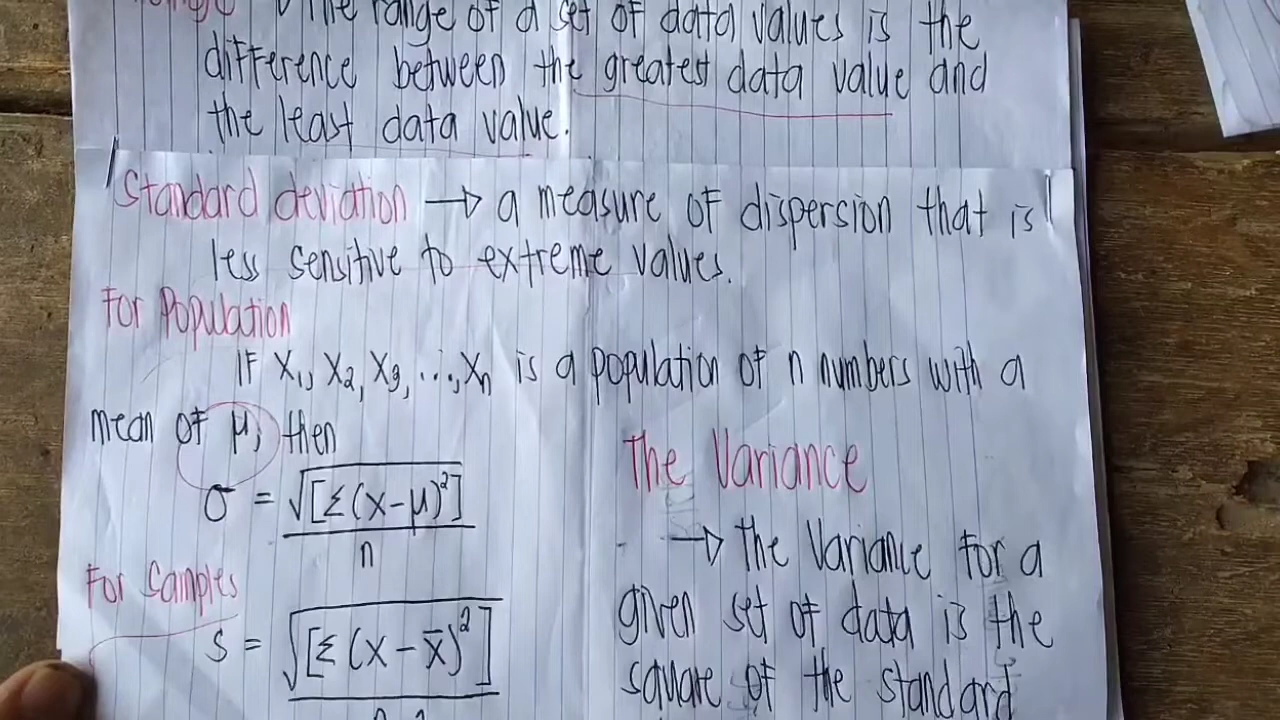 The range of a set of data values is the
difference between the greatest data value and
the least data value.
Standard deviation → a measure of dispersion that is
less sensitive to extreme values.
For Population
If X₁, X₂, X₃, ..., Xₙ is a population of n numbers with a
mean of μ, then
σ = √[Σ(x-μ)²]
n
For Samples
s = √[Σ(x-x̄)²]
The Variance
→ the Variance for a
given set of data is the
square of the standard